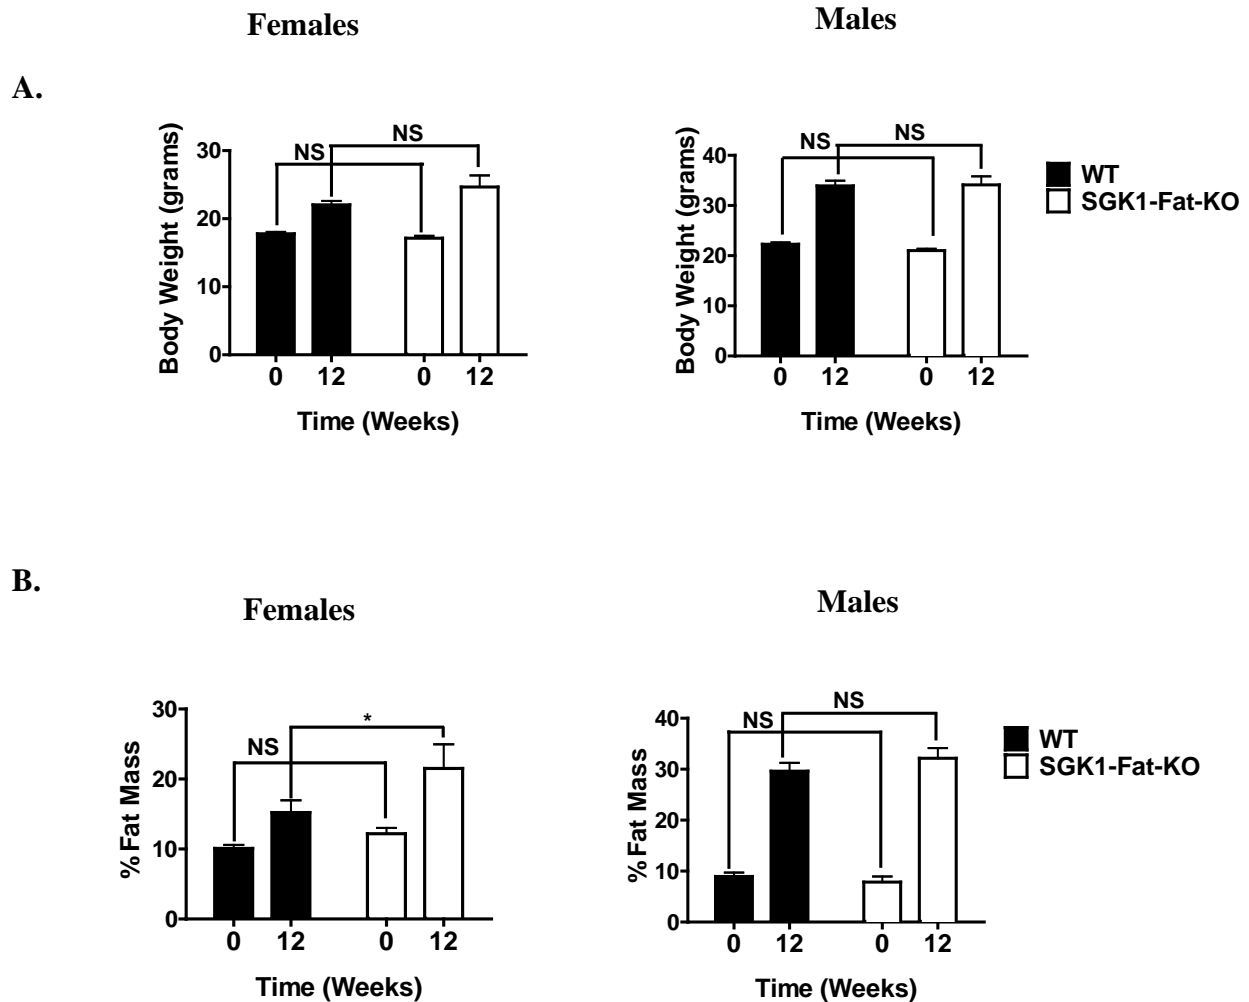 Females
Males
A.
Body Weight (grams)
30
20
10
0
NS
NS
0 12 0 12
Time (Weeks)
Body Weight (grams)
40
30
20
10
0
NS
NS
0 12 0 12
Time (Weeks)
WT
SGK1-Fat-KO
B.
Females
Males
% Fat Mass
30
20
10
0
NS
*
0 12 0 12
Time (Weeks)
% Fat Mass
40
30
20
10
0
NS
NS
0 12 0 12
Time (Weeks)
WT
SGK1-Fat-KO